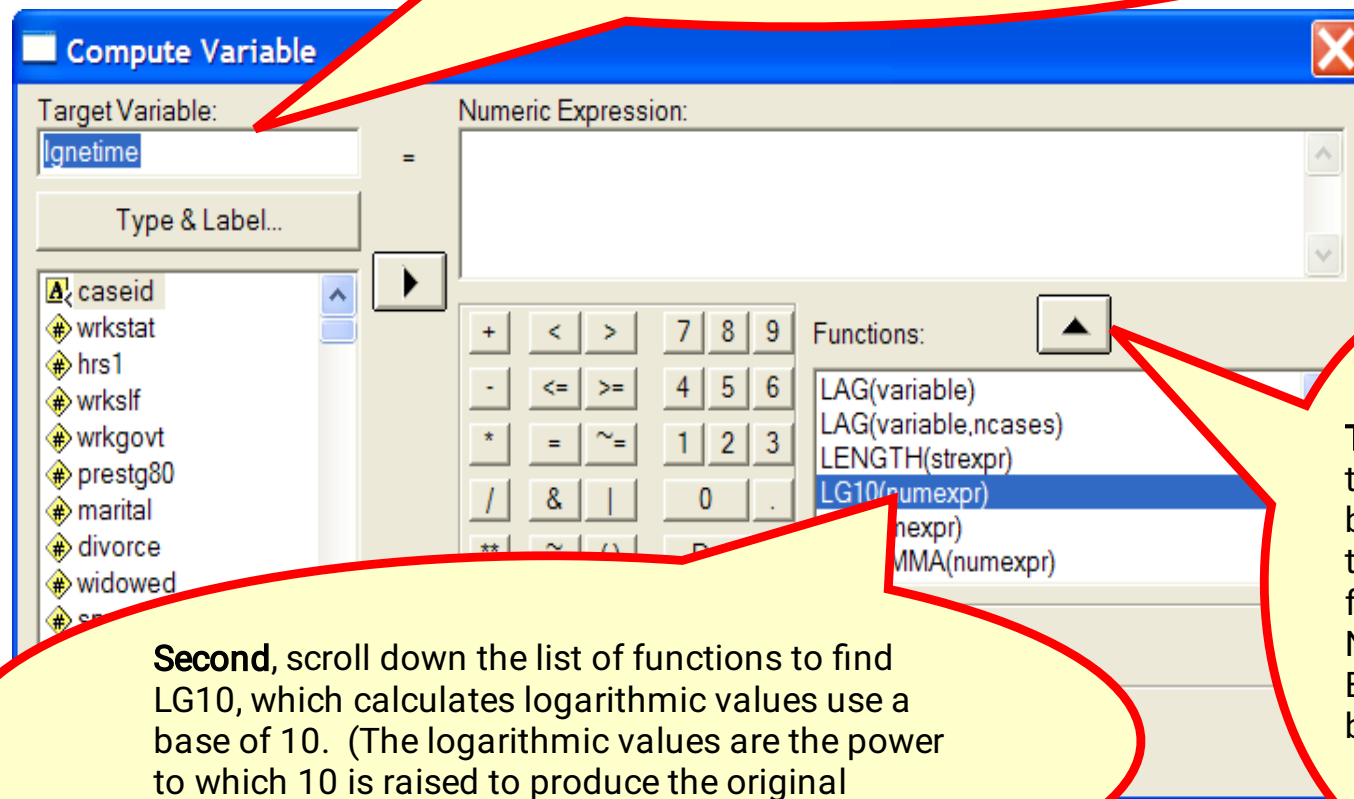 Compute Variable
Target Variable:
lgnetime
=
Numeric Expression:
Type & Label...
caseid
wrkstat
hrs1
wrkslf
wrkgovt
prestg80
marital
divorce
widowed
+ < > 7 8 9
- <= >= 4 5 6
* = ~= 1 2 3
/ & | 0 .
** ~ ()
Functions:
LAG(variable)
LAG(variable,ncases)
LENGTH(strexpr)
LG10(numexpr)
Second, scroll down the list of functions to find
LG10, which calculates logarithmic values use a
base of 10. (The logarithmic values are the power
to which 10 is raised to produce the original